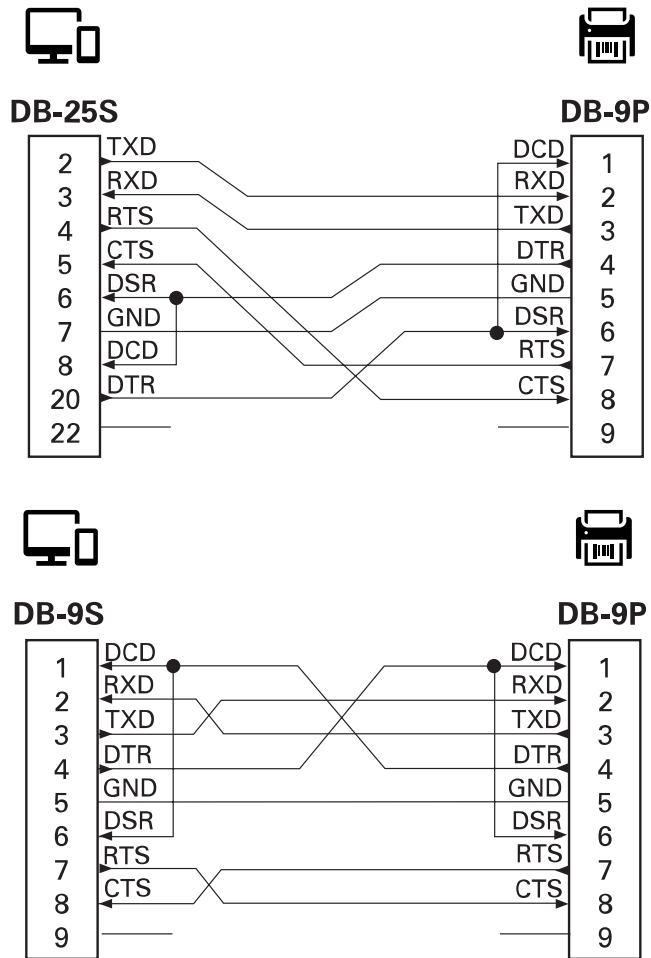 DB-25S DB-9P
TXD DCD
2 1
RXD RXD
3 2
RTS TXD
4 3
CTS DTR
5 4
DSR GND
6 5
GND DSR
7 6
DCD RTS
8 7
DTR CTS
20 8
22 9
DB-9S DB-9P
DCD DCD
1 1
RXD RXD
2 2
TXD TXD
3 3
DTR DTR
4 4
GND GND
5 5
DSR DSR
6 6
RTS RTS
7 7
CTS CTS
8 8
9 9